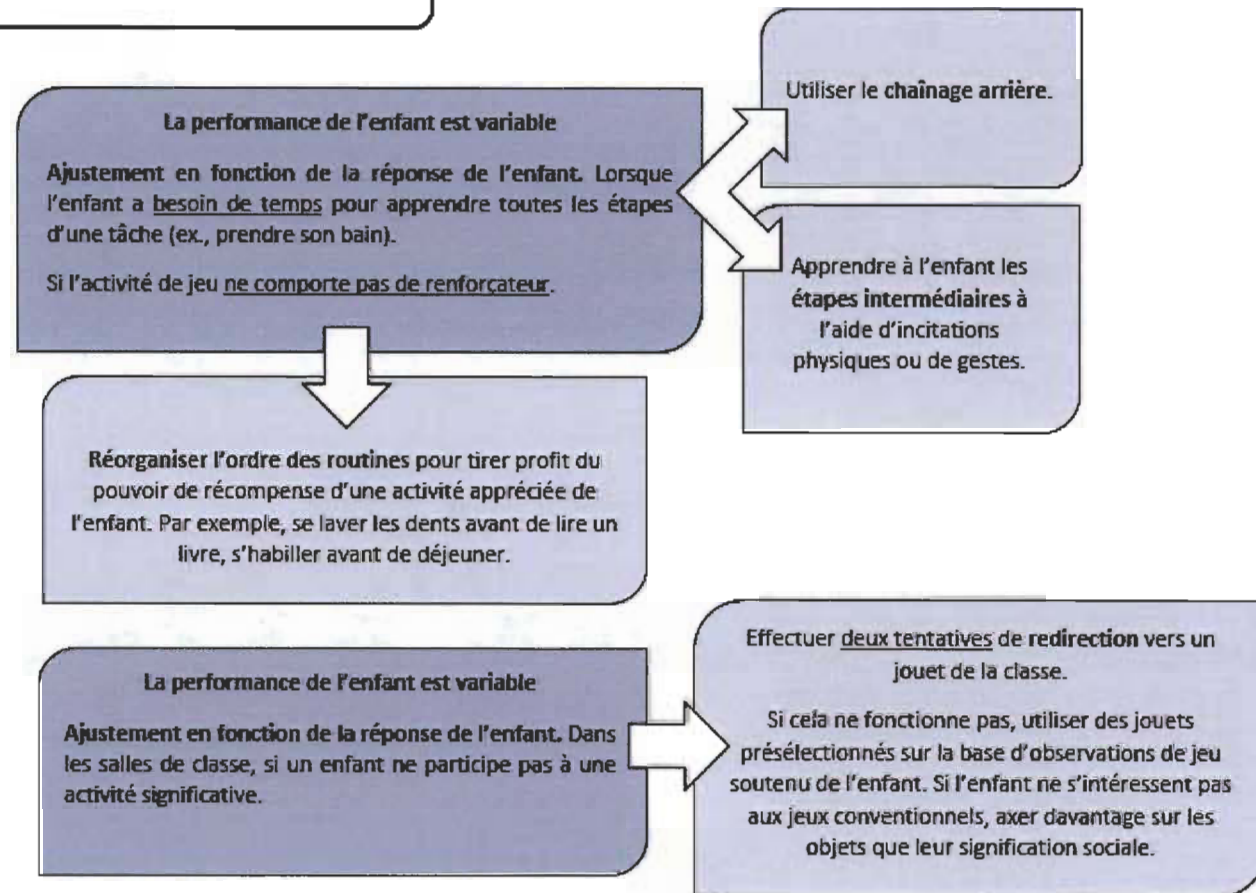 La performance de l'enfant est variable
Ajustement en fonction de la réponse de l'enfant. Lorsque
l'enfant a besoin de temps pour apprendre toutes les étapes
d'une tâche (ex., prendre son bain).
Si l'activité de jeu ne comporte pas de renforçateur.
Utiliser le chaînage arrière.
Apprendre à l'enfant les
étapes intermédiaires à
l'aide d'incitations
physiques ou de gestes.
Réorganiser l'ordre des routines pour tirer profit du
pouvoir de récompense d'une activité appréciée de
l'enfant. Par exemple, se laver les dents avant de lire un
livre, s'habiller avant de déjeuner.
La performance de l'enfant est variable
Ajustement en fonction de la réponse de l'enfant. Dans
les salles de classe, si un enfant ne participe pas à une
activité significative.
Effectuer deux tentatives de redirection vers un
jouet de la classe.
Si cela ne fonctionne pas, utiliser des jouets
présélectionnés sur la base d'observations de jeu
soutenu de l'enfant. Si l'enfant ne s'intéressent pas
aux jeux conventionnels, axer davantage sur les
objets que leur signification sociale.